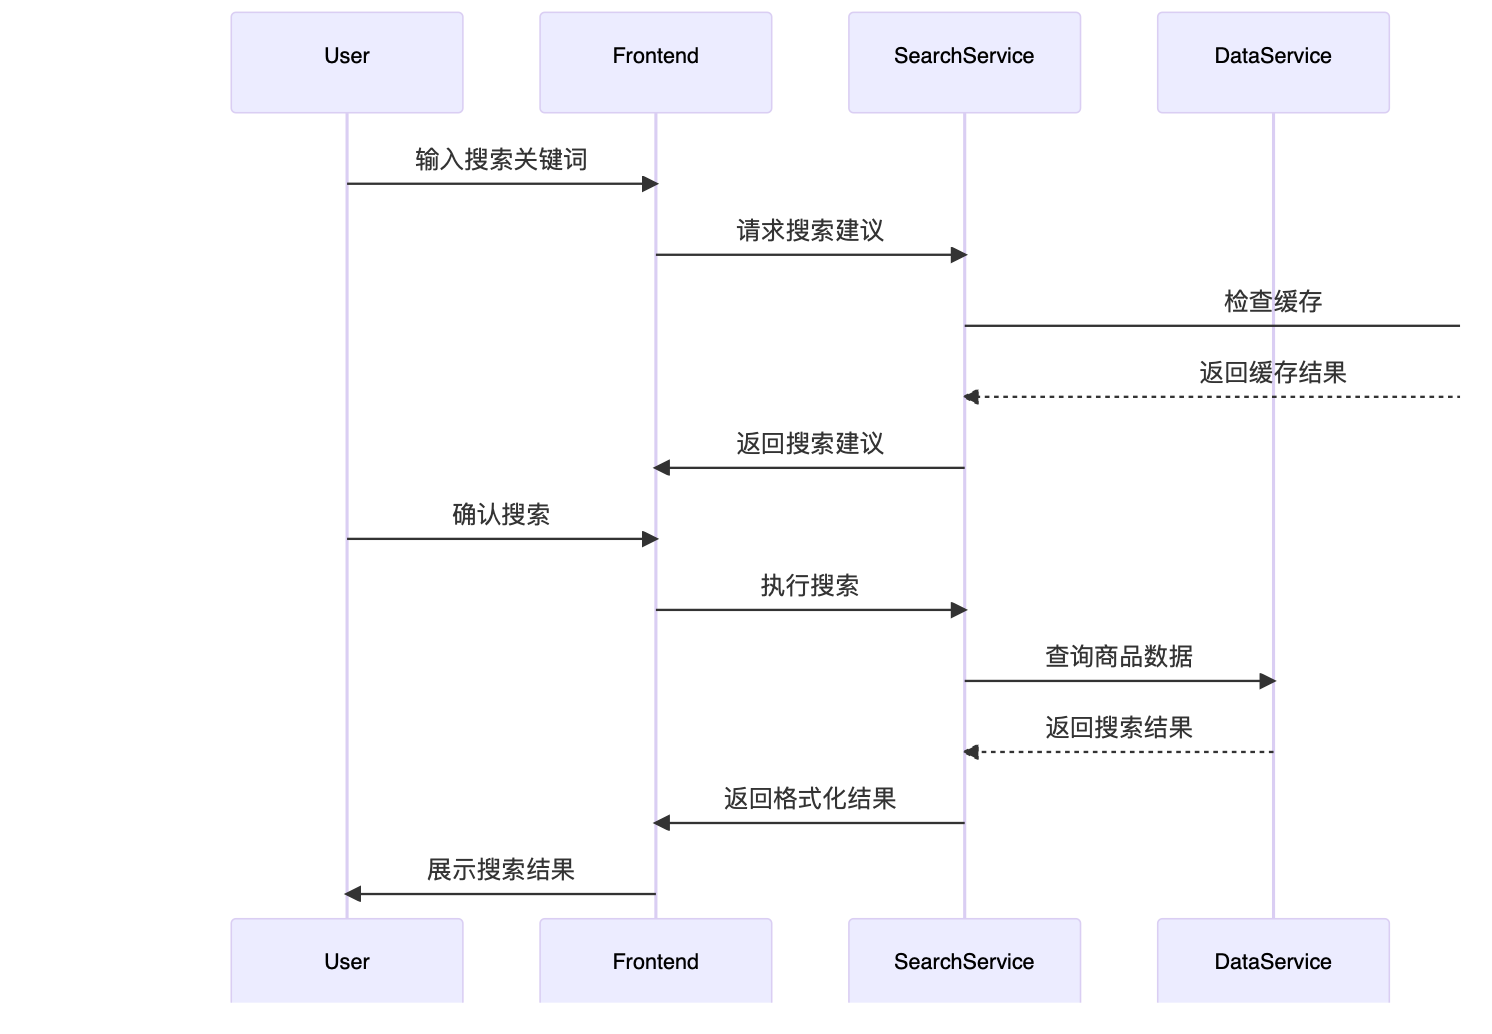 User
Frontend
SearchService
DataService
输入搜索关键词
请求搜索建议
检查缓存
返回缓存结果
返回搜索建议
确认搜索
执行搜索
查询商品数据
返回搜索结果
返回格式化结果
展示搜索结果
User
Frontend
SearchService
DataService